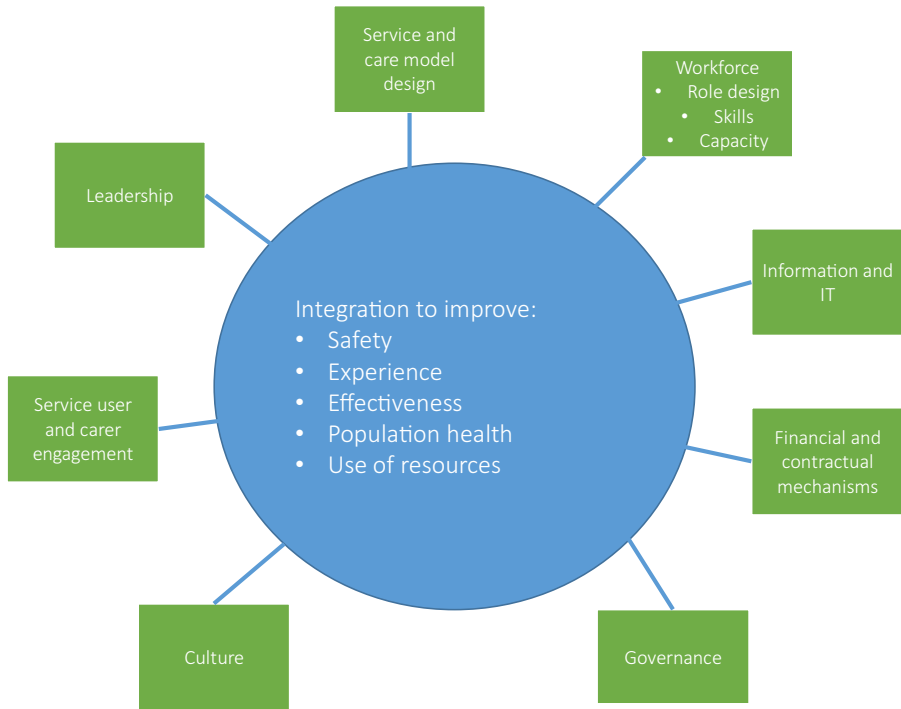 Service and
care model
design
Workforce
• Role design
• Skills
• Capacity
Leadership
Information and
IT
Integration to improve:
• Safety
• Experience
• Effectiveness
• Population health
• Use of resources
Service user
and carer
engagement
Financial and
contractual
mechanisms
Culture
Governance